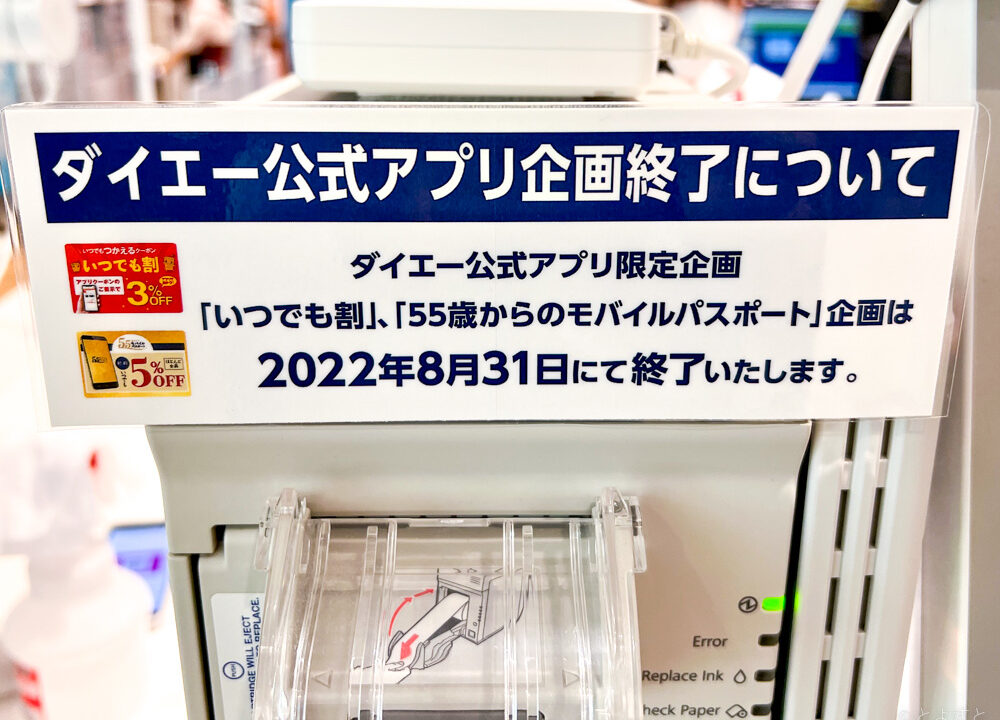 ダイエー公式アプリ企画終了について
いつでもつかえるクーポン
いつでも割
アプリクーポンの
ご提示で
3%OFF
ダイエー公式アプリ限定企画
「いつでも割」、「55歳からのモバイルパスポート」企画は
5%OFF
2022年8月31日にて終了いたします。
RTRIDGE WILL EJECT
PUSH
Error
Replace Ink
heck Paper